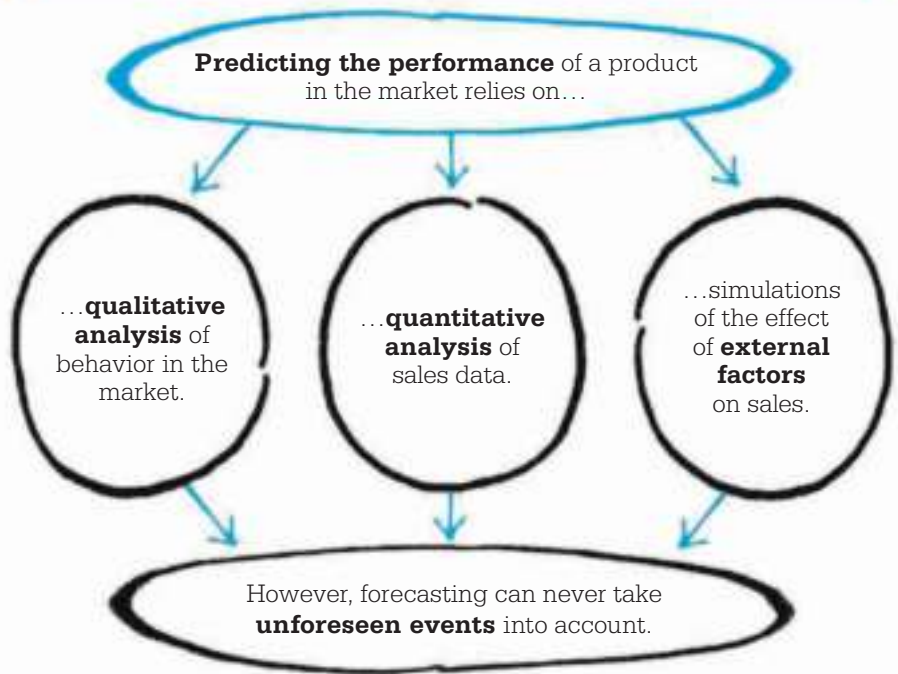 Predicting the performance of a product
in the market relies on…
…qualitative
analysis of
behavior in the
market.
…quantitative
analysis of
sales data.
…simulations
of the effect
of external
factors
on sales.
However, forecasting can never take
unforeseen events into account.